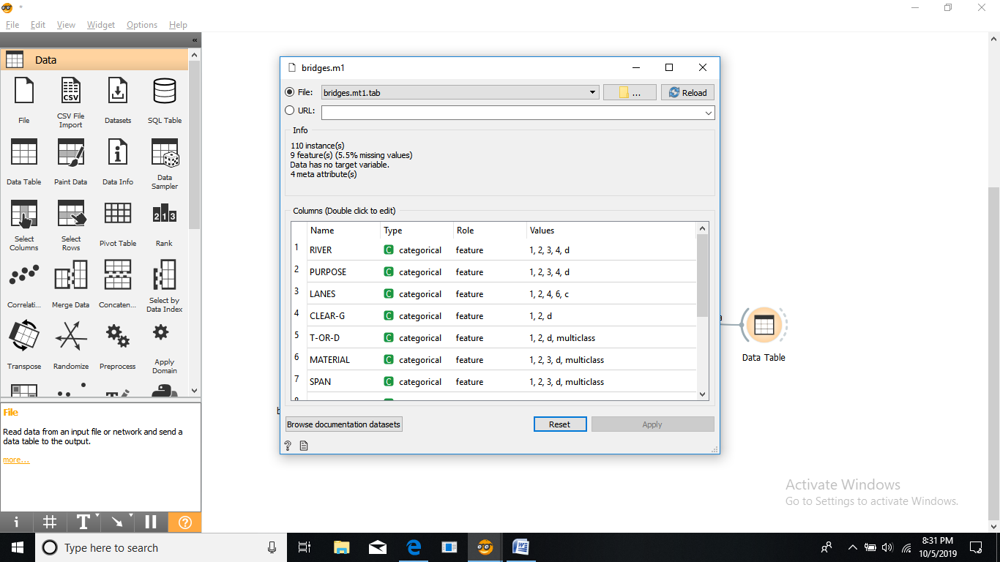 *
File Edit View Widget Options Help
«
Data
File
CSV File
Import
Datasets
SQL Table
Data Table
Paint Data
Data Info
Data
Sampler
Select
Columns
Select
Rows
Pivot Table
Rank
Correlati...
Merge Data
Concaten...
Select by
Data Index
Transpose
Randomize
Preprocess
Apply
Domain
File
Read data from an input file or network and send a
data table to the output.
more...
bridges.m1
File: bridges.mt1.tab ... Reload
URL:
Info
110 instance(s)
9 feature(s) (5.5% missing values)
Data has no target variable.
4 meta attribute(s)
Columns (Double click to edit)
Name Type Role Values
1 RIVER C categorical feature 1, 2, 3, 4, d
2 PURPOSE C categorical feature 1, 2, 3, 4, d
3 LANES C categorical feature 1, 2, 4, 6, c
4 CLEAR-G C categorical feature 1, 2, d
5 T-OR-D C categorical feature 1, 2, d, multiclass
6 MATERIAL C categorical feature 1, 2, 3, d, multiclass
7 SPAN C categorical feature 1, 2, 3, d, multiclass
Browse documentation datasets Reset Apply
?
Data Table
Activate Windows
Go to Settings to activate Windows.
Type here to search
8:31 PM
10/5/2019